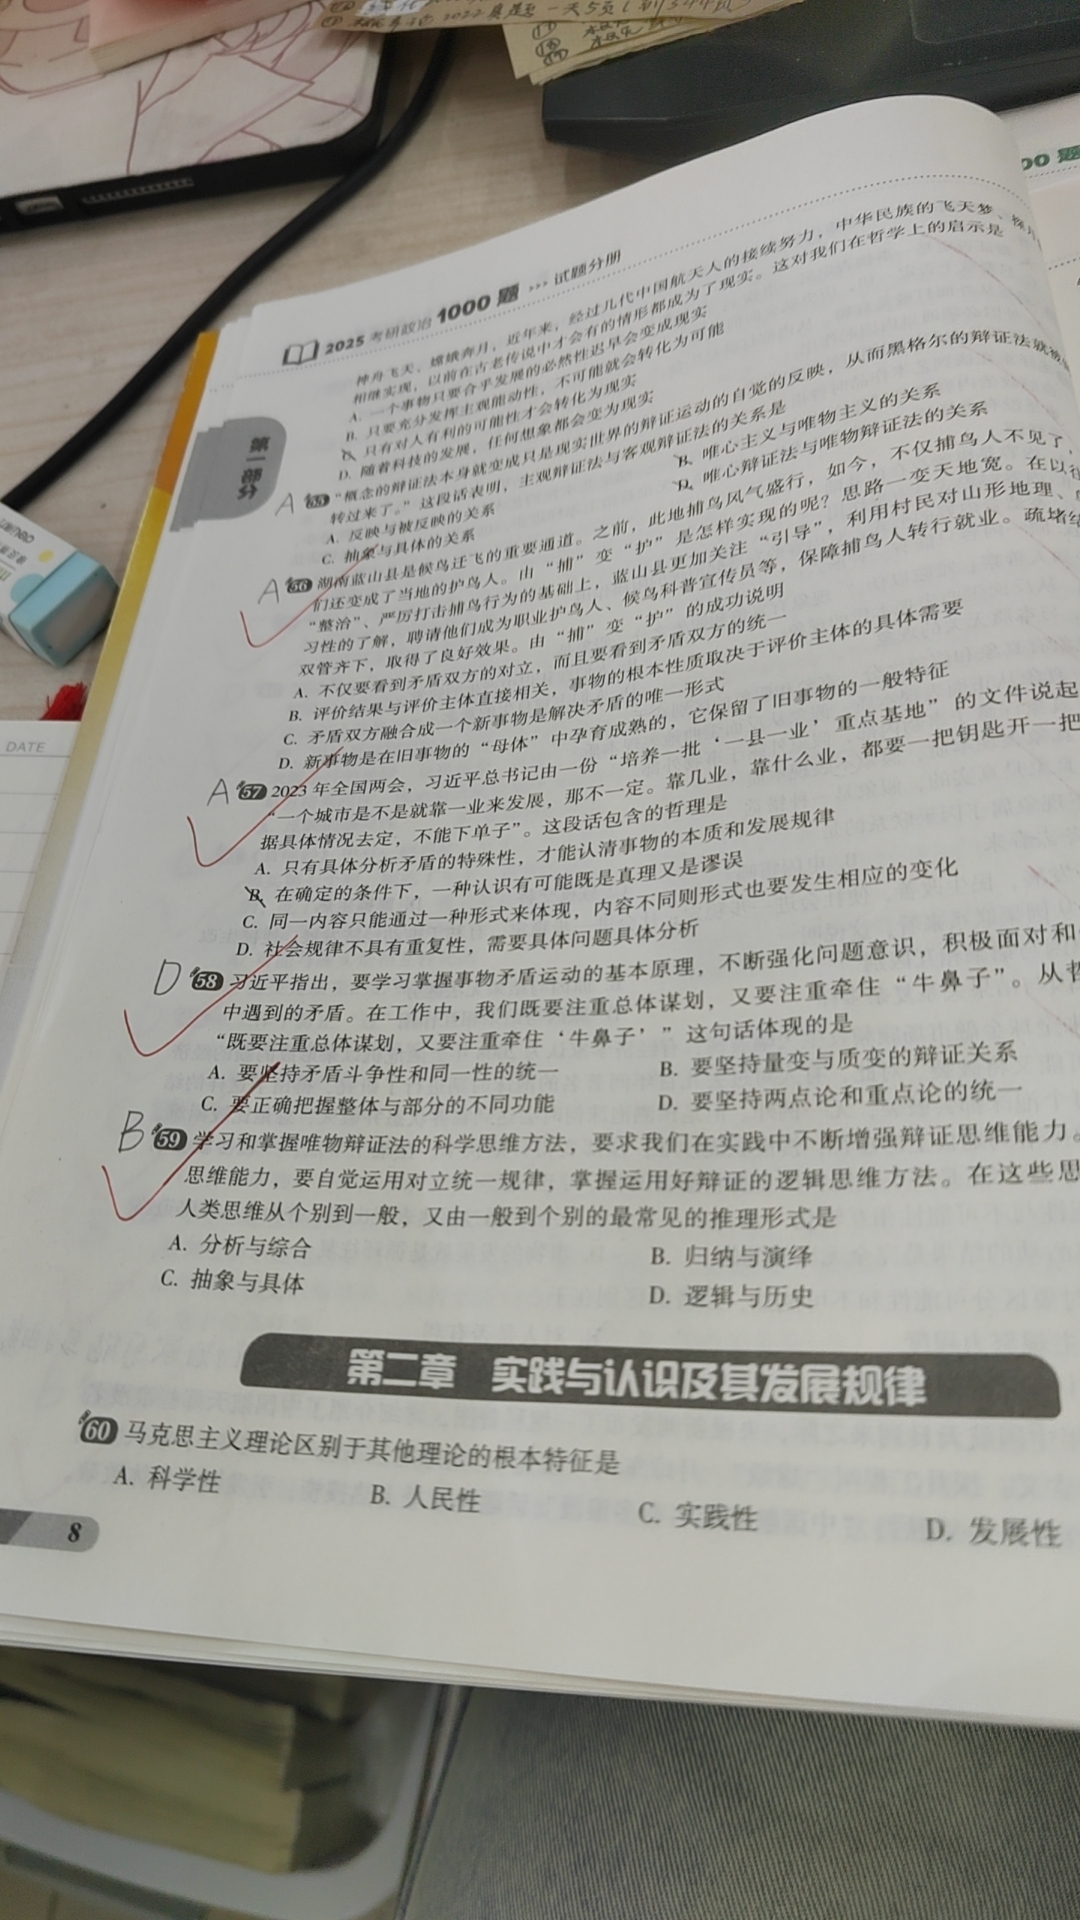 2025 考研政治 1000 题 >>> 试题分册
00 题
第一部分
神舟飞天、嫦娥奔月，近年来，经过几代中国航天人的接续努力，中华民族的飞天梦、探月
相继实现，以前在古老传说中才会有的情形都成为了现实。这对我们在哲学上的启示是
A. 一个事物只要合乎发展的必然性迟早会变成现实
B. 只要充分发挥主观能动性，不可能就会转化为可能
C. 只有对人有利的可能性才会转化为现实
D. 随着科技的发展，任何想象都会变为现实
A 55 “概念的辩证法本身就变成只是现实世界的辩证运动的自觉的反映，从而黑格尔的辩证法就被
转过来了。”这段话表明，主观辩证法与客观辩证法的关系是
A. 反映与被反映的关系
B. 唯心主义与唯物主义的关系
C. 抽象与具体的关系
D. 唯心辩证法与唯物辩证法的关系
A 56 湖南蓝山县是候鸟迁飞的重要通道。之前，此地捕鸟风气盛行，如今，不仅捕鸟人不见了，
们还变成了当地的护鸟人。由“捕”变“护”是怎样实现的呢？思路一变天地宽。在以往
“整治”、严厉打击捕鸟行为的基础上，蓝山县更加关注“引导”，利用村民对山形地理、
习性的了解，聘请他们成为职业护鸟人、候鸟科普宣传员等，保障捕鸟人转行就业。疏堵结
双管齐下，取得了良好效果。由“捕”变“护”的成功说明
A. 不仅要看到矛盾双方的对立，而且要看到矛盾双方的统一
B. 评价结果与评价主体直接相关，事物的根本性质取决于评价主体的具体需要
C. 矛盾双方融合成一个新事物是解决矛盾的唯一形式
D. 新事物是在旧事物的“母体”中孕育成熟的，它保留了旧事物的一般特征
A 57 2023 年全国两会，习近平总书记由一份“培养一批‘一县一业’重点基地”的文件说起
“一个城市是不是就靠一业来发展，那不一定。靠几业，靠什么业，都要一把钥匙开一把
据具体情况去定，不能下单子”。这段话包含的哲理是
A. 只有具体分析矛盾的特殊性，才能认清事物的本质和发展规律
B. 在确定的条件下，一种认识有可能既是真理又是谬误
C. 同一内容只能通过一种形式来体现，内容不同则形式也要发生相应的变化
D. 社会规律不具有重复性，需要具体问题具体分析
D 58 习近平指出，要学习掌握事物矛盾运动的基本原理，不断强化问题意识，积极面对和
中遇到的矛盾。在工作中，我们既要注重总体谋划，又要注重牵住“牛鼻子”。从哲
“既要注重总体谋划，又要注重牵住‘牛鼻子’”这句话体现的是
A. 要坚持矛盾斗争性和同一性的统一
B. 要坚持量变与质变的辩证关系
C. 要正确把握整体与部分的不同功能
D. 要坚持两点论和重点论的统一
B 59 学习和掌握唯物辩证法的科学思维方法，要求我们在实践中不断增强辩证思维能力。
思维能力，要自觉运用对立统一规律，掌握运用好辩证的逻辑思维方法。在这些思
人类思维从个别到一般，又由一般到个别的最常见的推理形式是
A. 分析与综合
B. 归纳与演绎
C. 抽象与具体
D. 逻辑与历史
第二章 实践与认识及其发展规律
60 马克思主义理论区别于其他理论的根本特征是
A. 科学性 B. 人民性 C. 实践性 D. 发展性
8
DATE